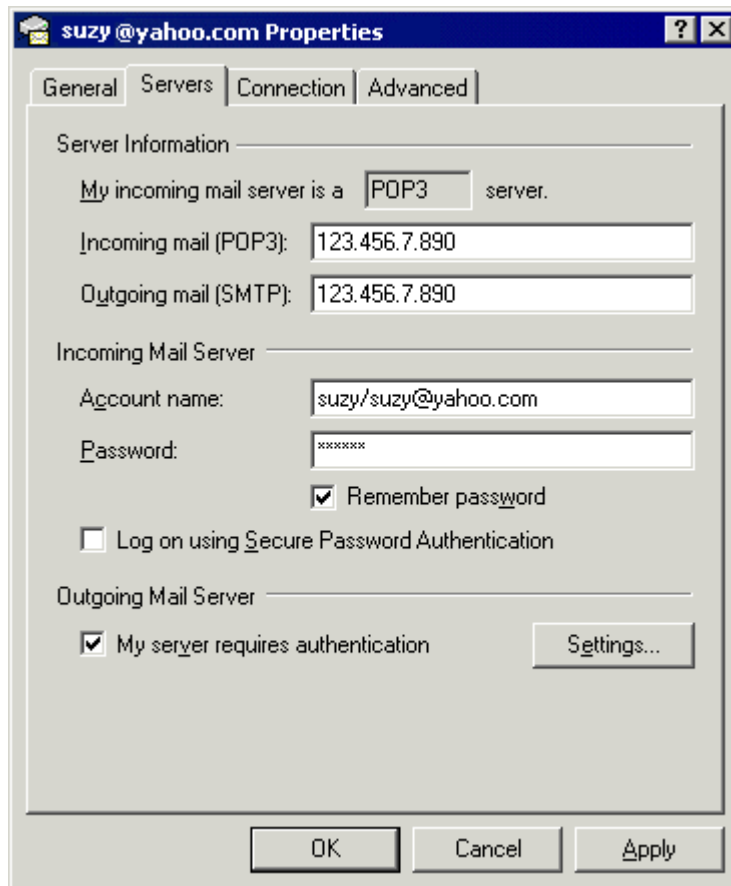 suzy@yahoo.com Properties
General Servers Connection Advanced
Server Information
My incoming mail server is a POP3 server.
Incoming mail (POP3): 123.456.7.890
Outgoing mail (SMTP): 123.456.7.890
Incoming Mail Server
Account name: suzy/suzy@yahoo.com
Password: ******
Remember password
Log on using Secure Password Authentication
Outgoing Mail Server
My server requires authentication Settings...
OK Cancel Apply